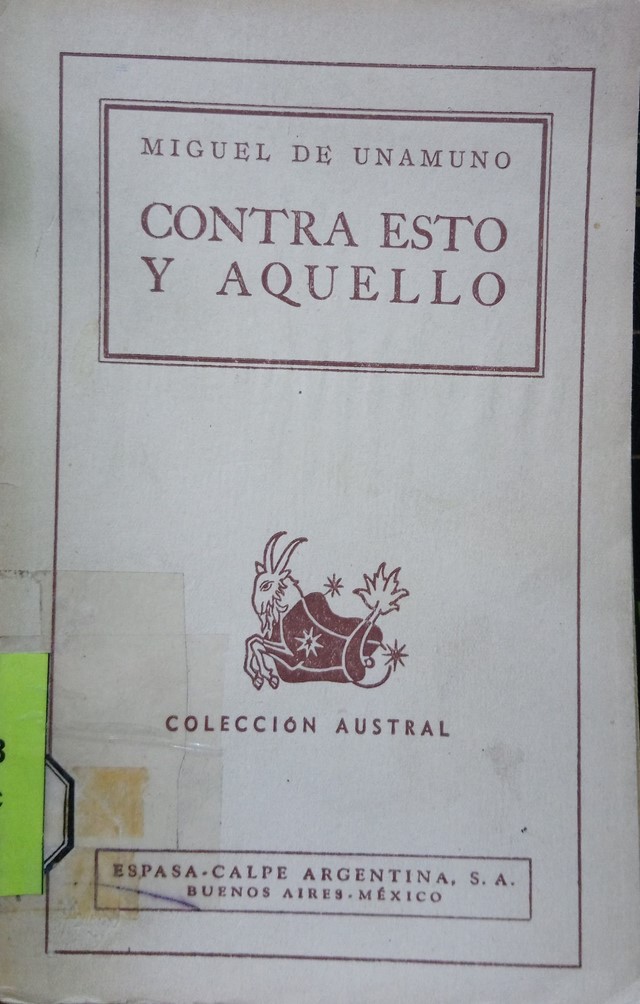 MIGUEL DE UNAMUNO
CONTRA ESTO
Y AQUELLO
COLECCIÓN AUSTRAL
ESPASA-CALPE ARGENTINA, S. A.
BUENOS AIRES-MÉXICO